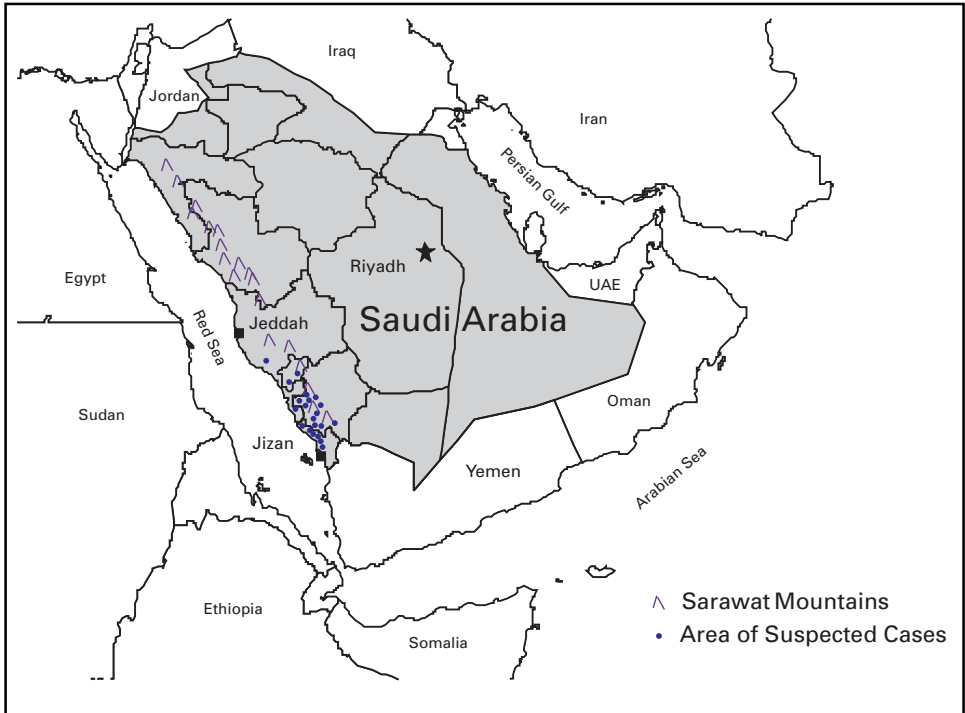 Iraq
Jordan
Iran
Persian Gulf
Riyadh
Egypt
UAE
Jeddah
Saudi Arabia
Red Sea
Oman
Sudan
Jizan
Yemen
Arabian Sea
Ethiopia
Sarawat Mountains
Somalia
Area of Suspected Cases